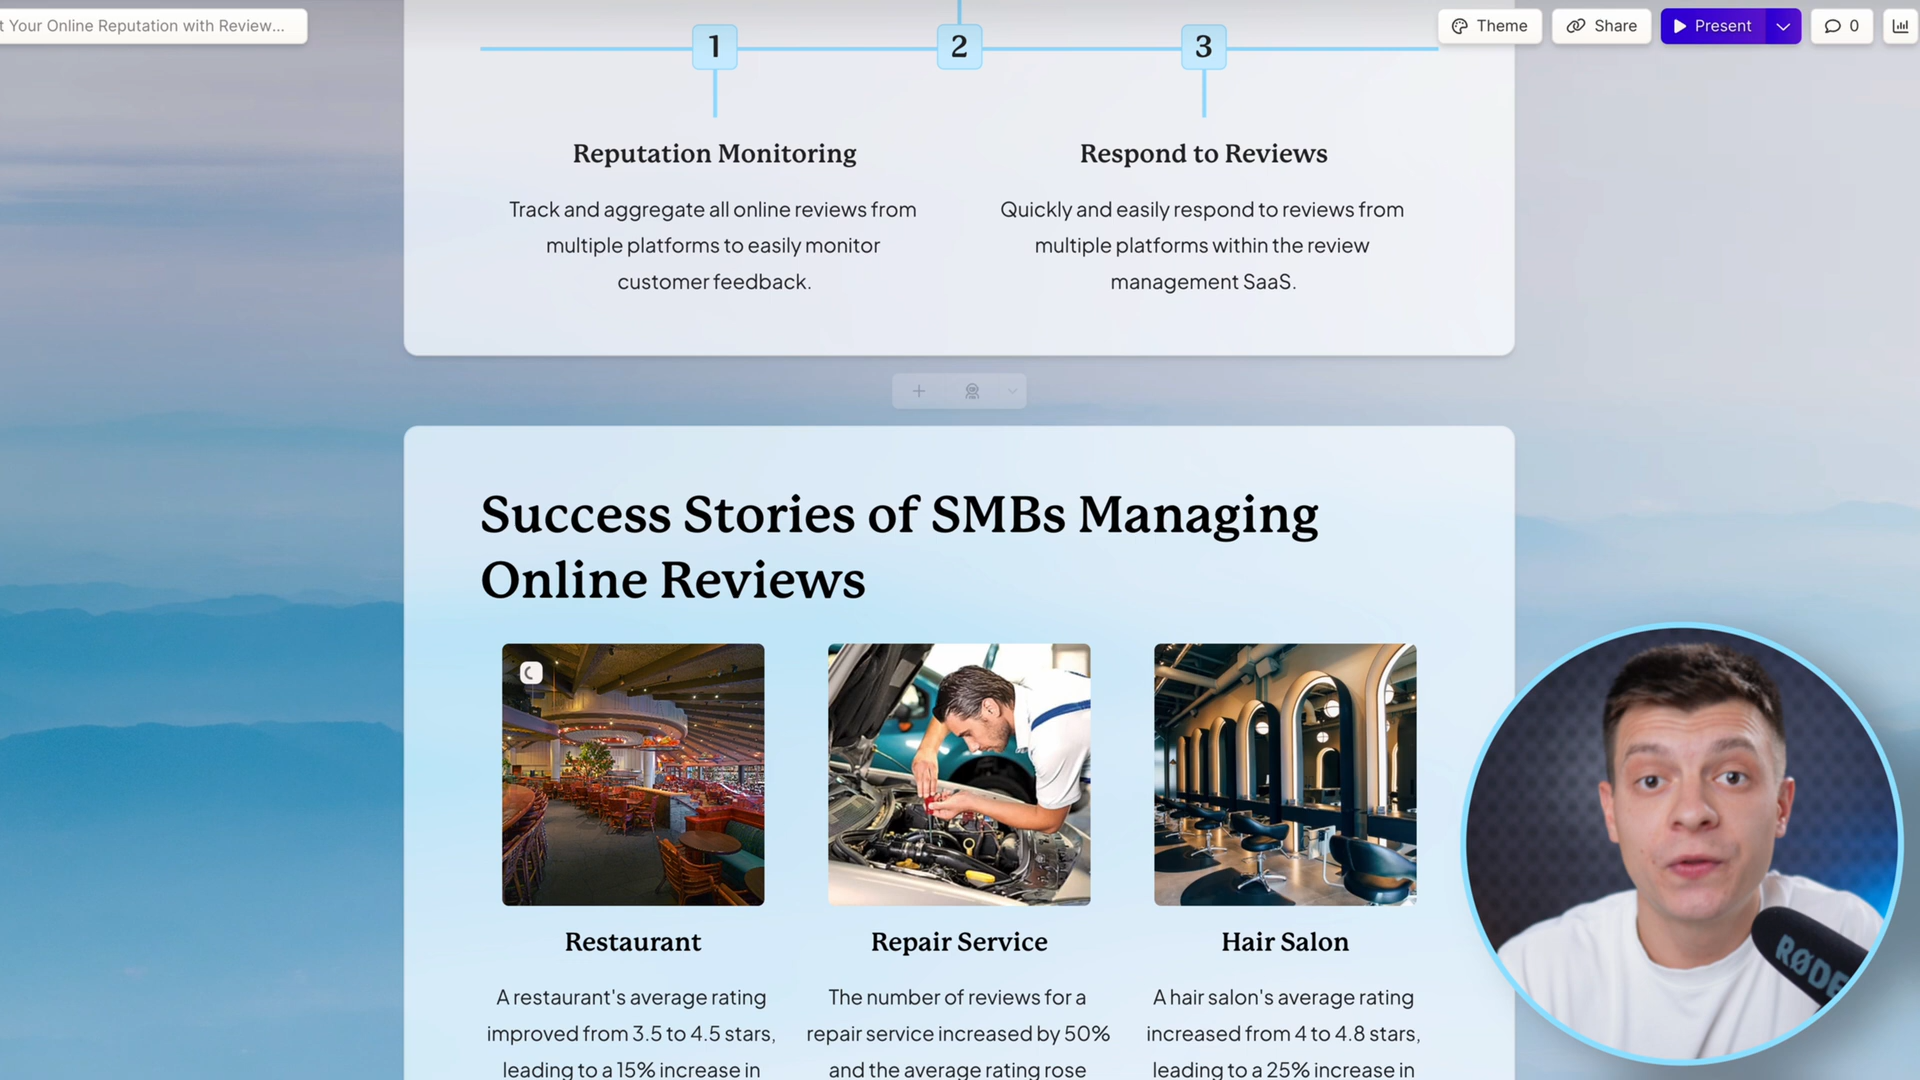 t Your Online Reputation with Review...
Theme
Share
Present
0
1
2
3
Reputation Monitoring
Track and aggregate all online reviews from
multiple platforms to easily monitor
customer feedback.
Respond to Reviews
Quickly and easily respond to reviews from
multiple platforms within the review
management SaaS.
Success Stories of SMBs Managing
Online Reviews
Restaurant
A restaurant's average rating
improved from 3.5 to 4.5 stars,
leading to a 15% increase in
Repair Service
The number of reviews for a
repair service increased by 50%
and the average rating rose
Hair Salon
A hair salon's average rating
increased from 4 to 4.8 stars,
leading to a 25% increase in
RØDE